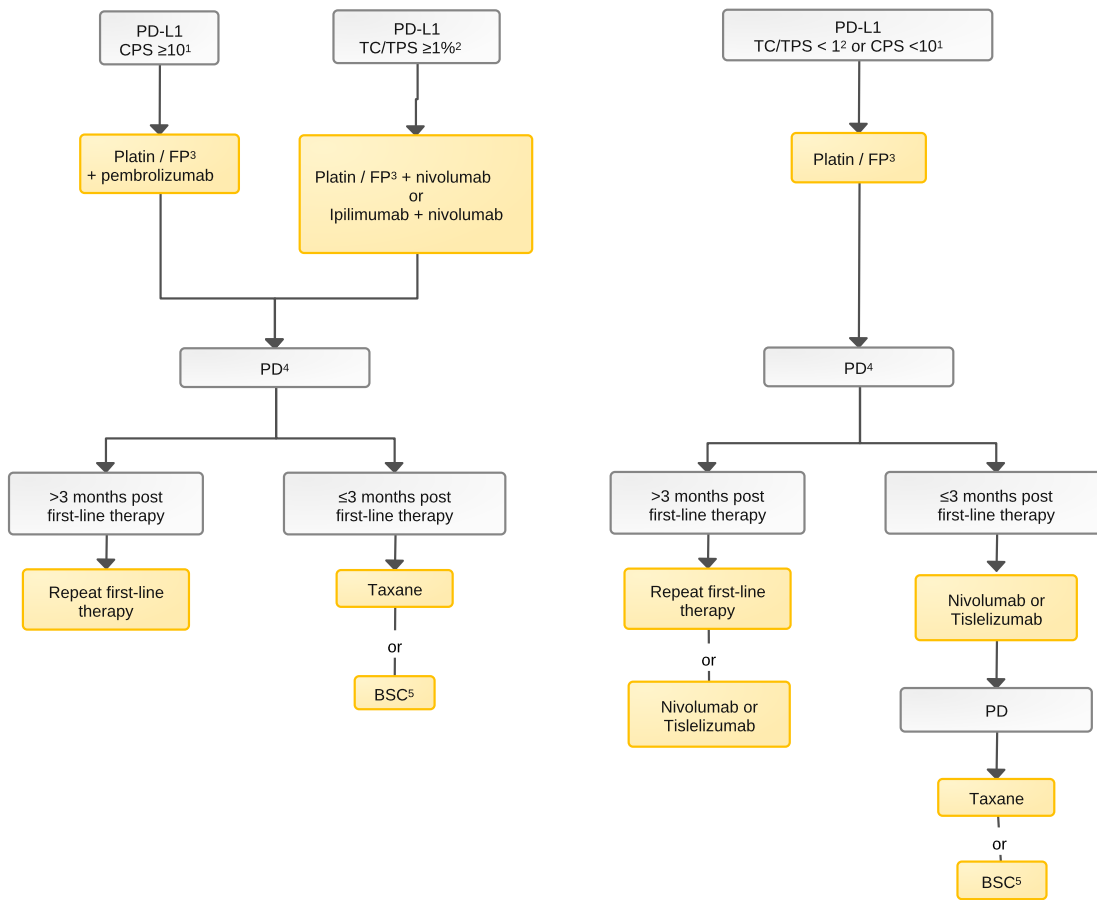 PD-L1
CPS ≥10¹
PD-L1
TC/TPS ≥1%²
PD-L1
TC/TPS < 1² or CPS <10¹
Platin / FP³
+ pembrolizumab
Platin / FP³ + nivolumab
or
Ipilimumab + nivolumab
Platin / FP³
PD⁴
PD⁴
>3 months post
first-line therapy
≤3 months post
first-line therapy
>3 months post
first-line therapy
≤3 months post
first-line therapy
Repeat first-line
therapy
Taxane
or
BSC⁵
Repeat first-line
therapy
or
Nivolumab or
Tislelizumab
Nivolumab or
Tislelizumab
PD
Taxane
or
BSC⁵